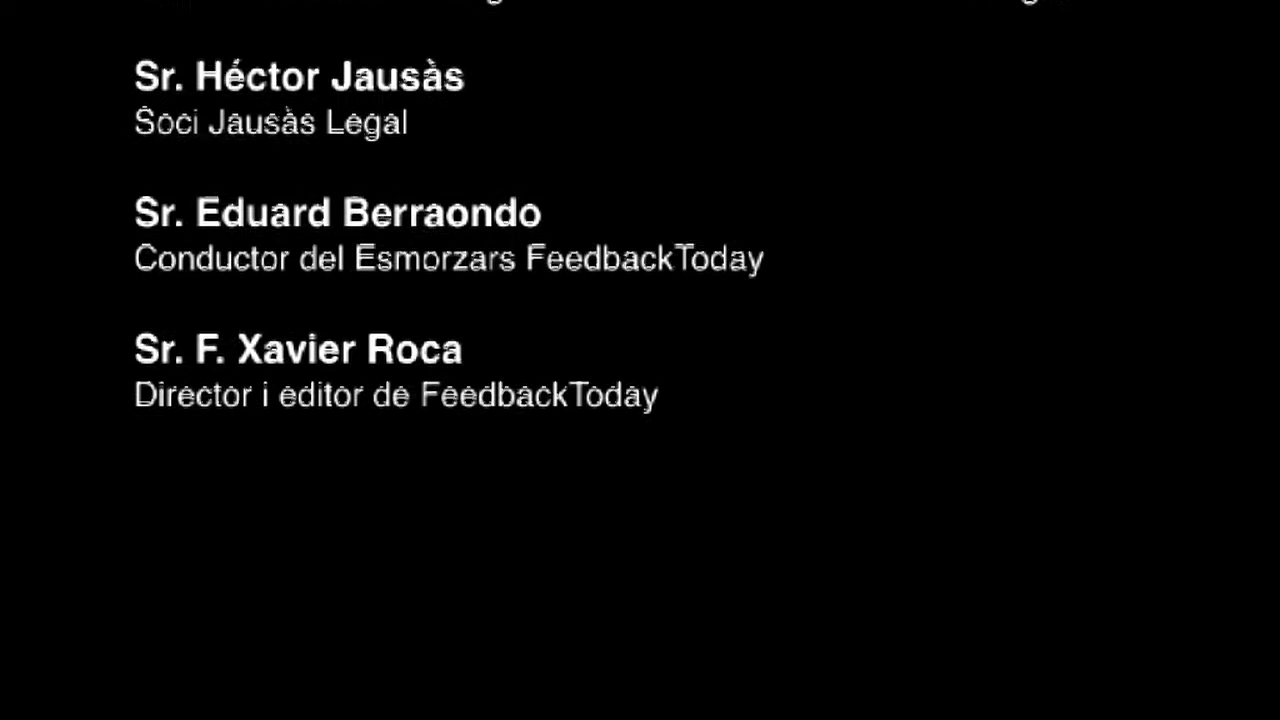 Sr. Héctor Jausàs
Soci Jausàs Legal
Sr. Eduard Berraondo
Conductor del Esmorzars FeedbackToday
Sr. F. Xavier Roca
Director i editor de FeedbackToday